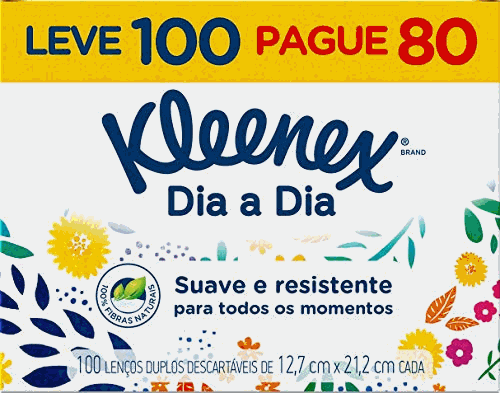 LEVE 100 PAGUE 80
Kleenex®
BRAND
Dia a Dia
100% FIBRAS NATURAIS
Suave e resistente
para todos os momentos
100 LENÇOS DUPLOS DESCARTÁVEIS DE 12,7 cm x 21,2 cm CADA